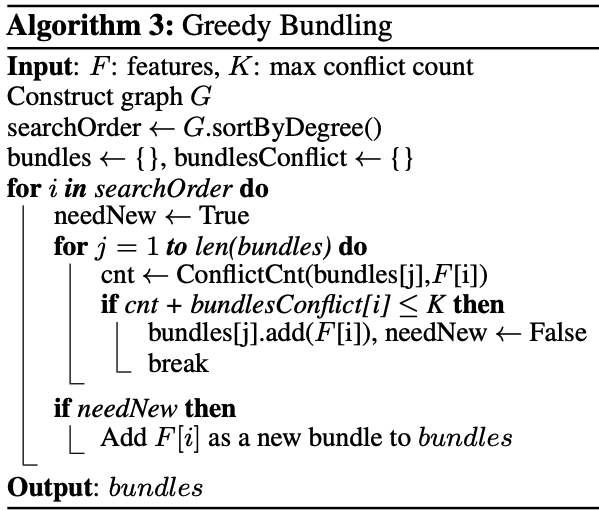 Algorithm 3: Greedy Bundling
Input: F: features, K: max conflict count
Construct graph G
searchOrder ← G.sortByDegree()
bundles ← {}, bundlesConflict ← {}
for i in searchOrder do
needNew ← True
for j = 1 to len(bundles) do
cnt ← ConflictCnt(bundles[j],F[i])
if cnt + bundlesConflict[i] ≤ K then
bundles[j].add(F[i]), needNew ← False
break
if needNew then
Add F[i] as a new bundle to bundles
Output: bundles